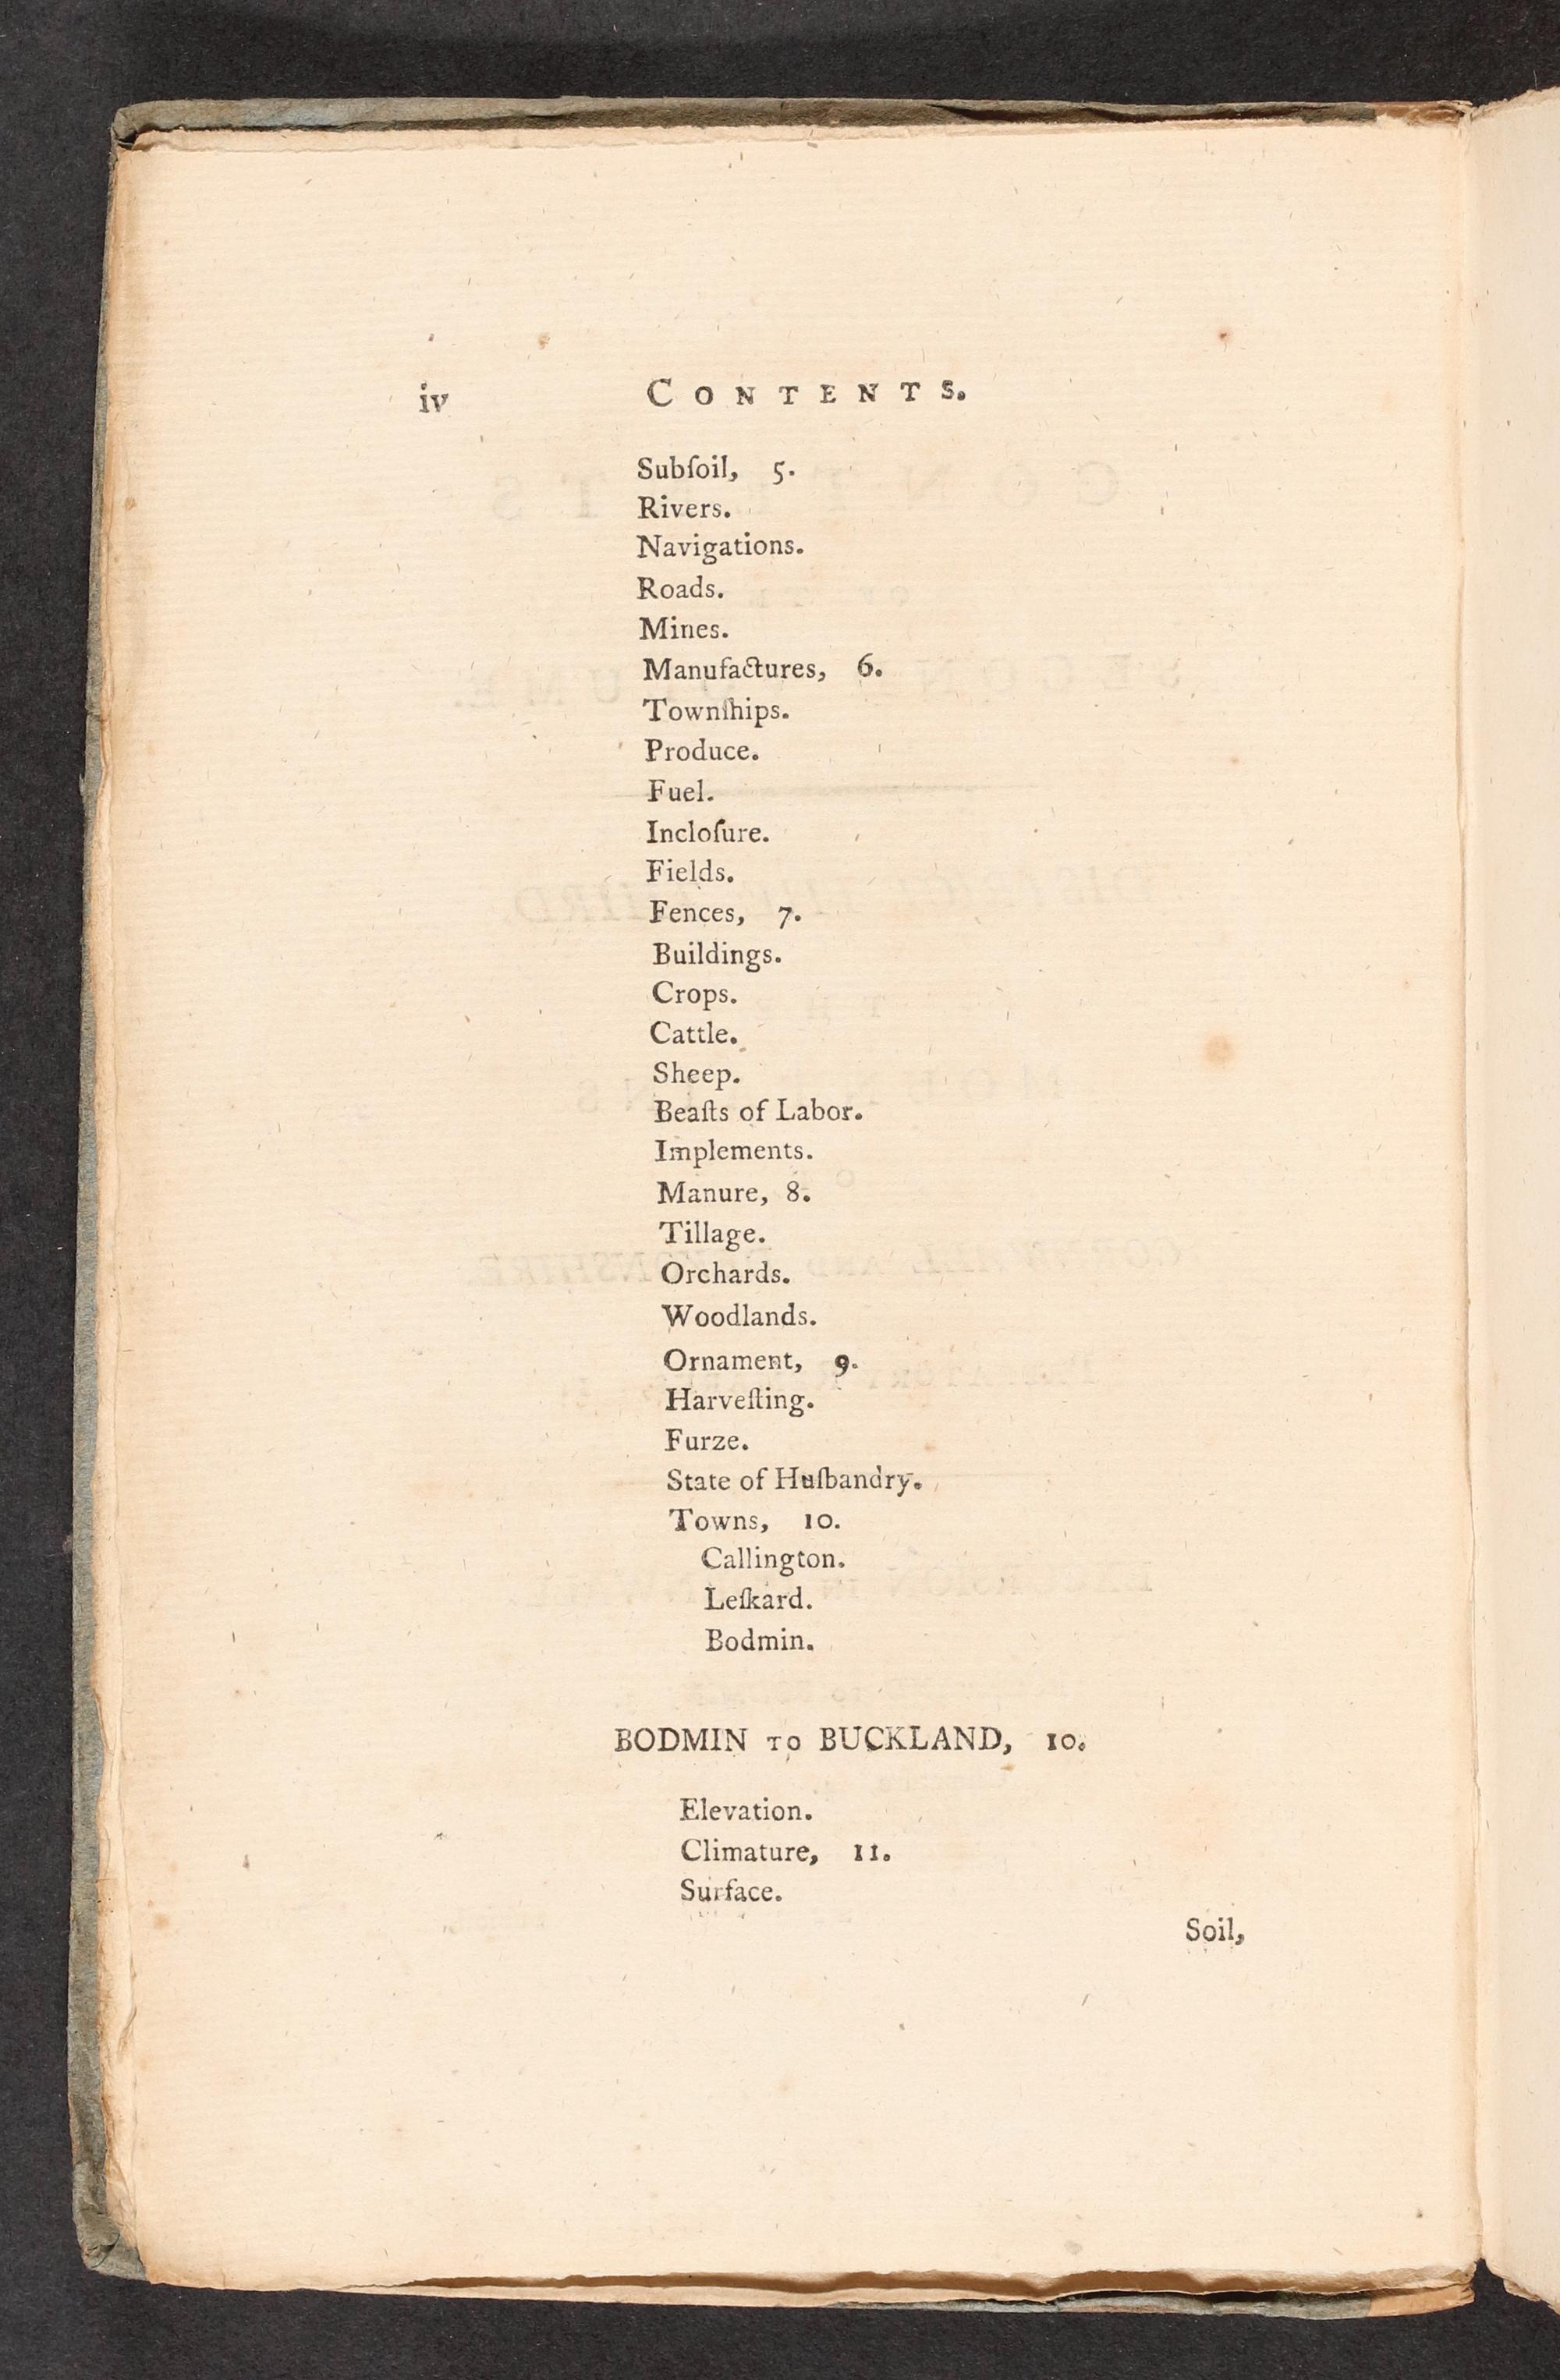 iv
CONTENTS.
Subſoil, 5.
Rivers.
Navigations.
Roads.
Mines.
Manufactures, 6.
Townſhips.
Produce.
Fuel.
Incloſure.
Fields.
Fences, 7.
Buildings.
Crops.
Cattle.
Sheep.
Beaſts of Labor.
Implements.
Manure, 8.
Tillage.
Orchards.
Woodlands.
Ornament, 9.
Harveſting.
Furze.
State of Huſbandry.
Towns, 10.
Callington.
Leſkard.
Bodmin.
BODMIN TO BUCKLAND, 10.
Elevation.
Climature, 11.
Surface.
Soil,